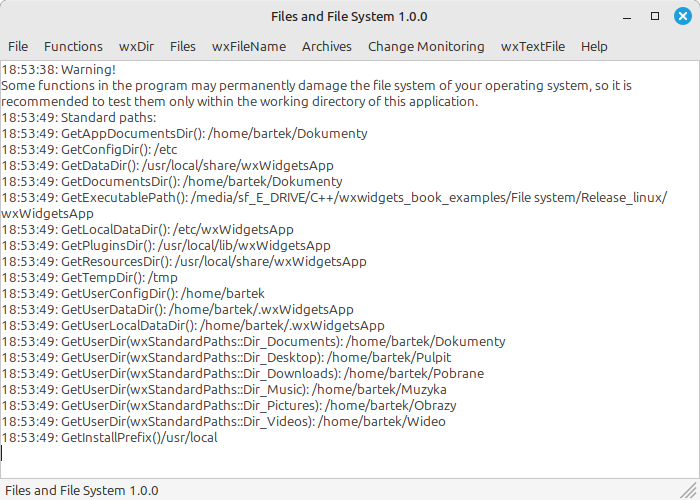 Files and File System 1.0.0
File Functions wxDir Files wxFileName Archives Change Monitoring wxTextFile Help
18:53:38: Warning!
Some functions in the program may permanently damage the file system of your operating system, so it is
recommended to test them only within the working directory of this application.
18:53:49: Standard paths:
18:53:49: GetAppDocumentsDir(): /home/bartek/Dokumenty
18:53:49: GetConfigDir(): /etc
18:53:49: GetDataDir(): /usr/local/share/wxWidgetsApp
18:53:49: GetDocumentsDir(): /home/bartek/Dokumenty
18:53:49: GetExecutablePath(): /media/sf_E_DRIVE/C++/wxwidgets_book_examples/File system/Release_linux/
wxWidgetsApp
18:53:49: GetLocalDataDir(): /etc/wxWidgetsApp
18:53:49: GetPluginsDir(): /usr/local/lib/wxWidgetsApp
18:53:49: GetResourcesDir(): /usr/local/share/wxWidgetsApp
18:53:49: GetTempDir(): /tmp
18:53:49: GetUserConfigDir(): /home/bartek
18:53:49: GetUserDataDir(): /home/bartek/.wxWidgetsApp
18:53:49: GetUserLocalDataDir(): /home/bartek/.wxWidgetsApp
18:53:49: GetUserDir(wxStandardPaths::Dir_Documents): /home/bartek/Dokumenty
18:53:49: GetUserDir(wxStandardPaths::Dir_Desktop): /home/bartek/Pulpit
18:53:49: GetUserDir(wxStandardPaths::Dir_Downloads): /home/bartek/Pobrane
18:53:49: GetUserDir(wxStandardPaths::Dir_Music): /home/bartek/Muzyka
18:53:49: GetUserDir(wxStandardPaths::Dir_Pictures): /home/bartek/Obrazy
18:53:49: GetUserDir(wxStandardPaths::Dir_Videos): /home/bartek/Wideo
18:53:49: GetInstallPrefix()/usr/local
Files and File System 1.0.0